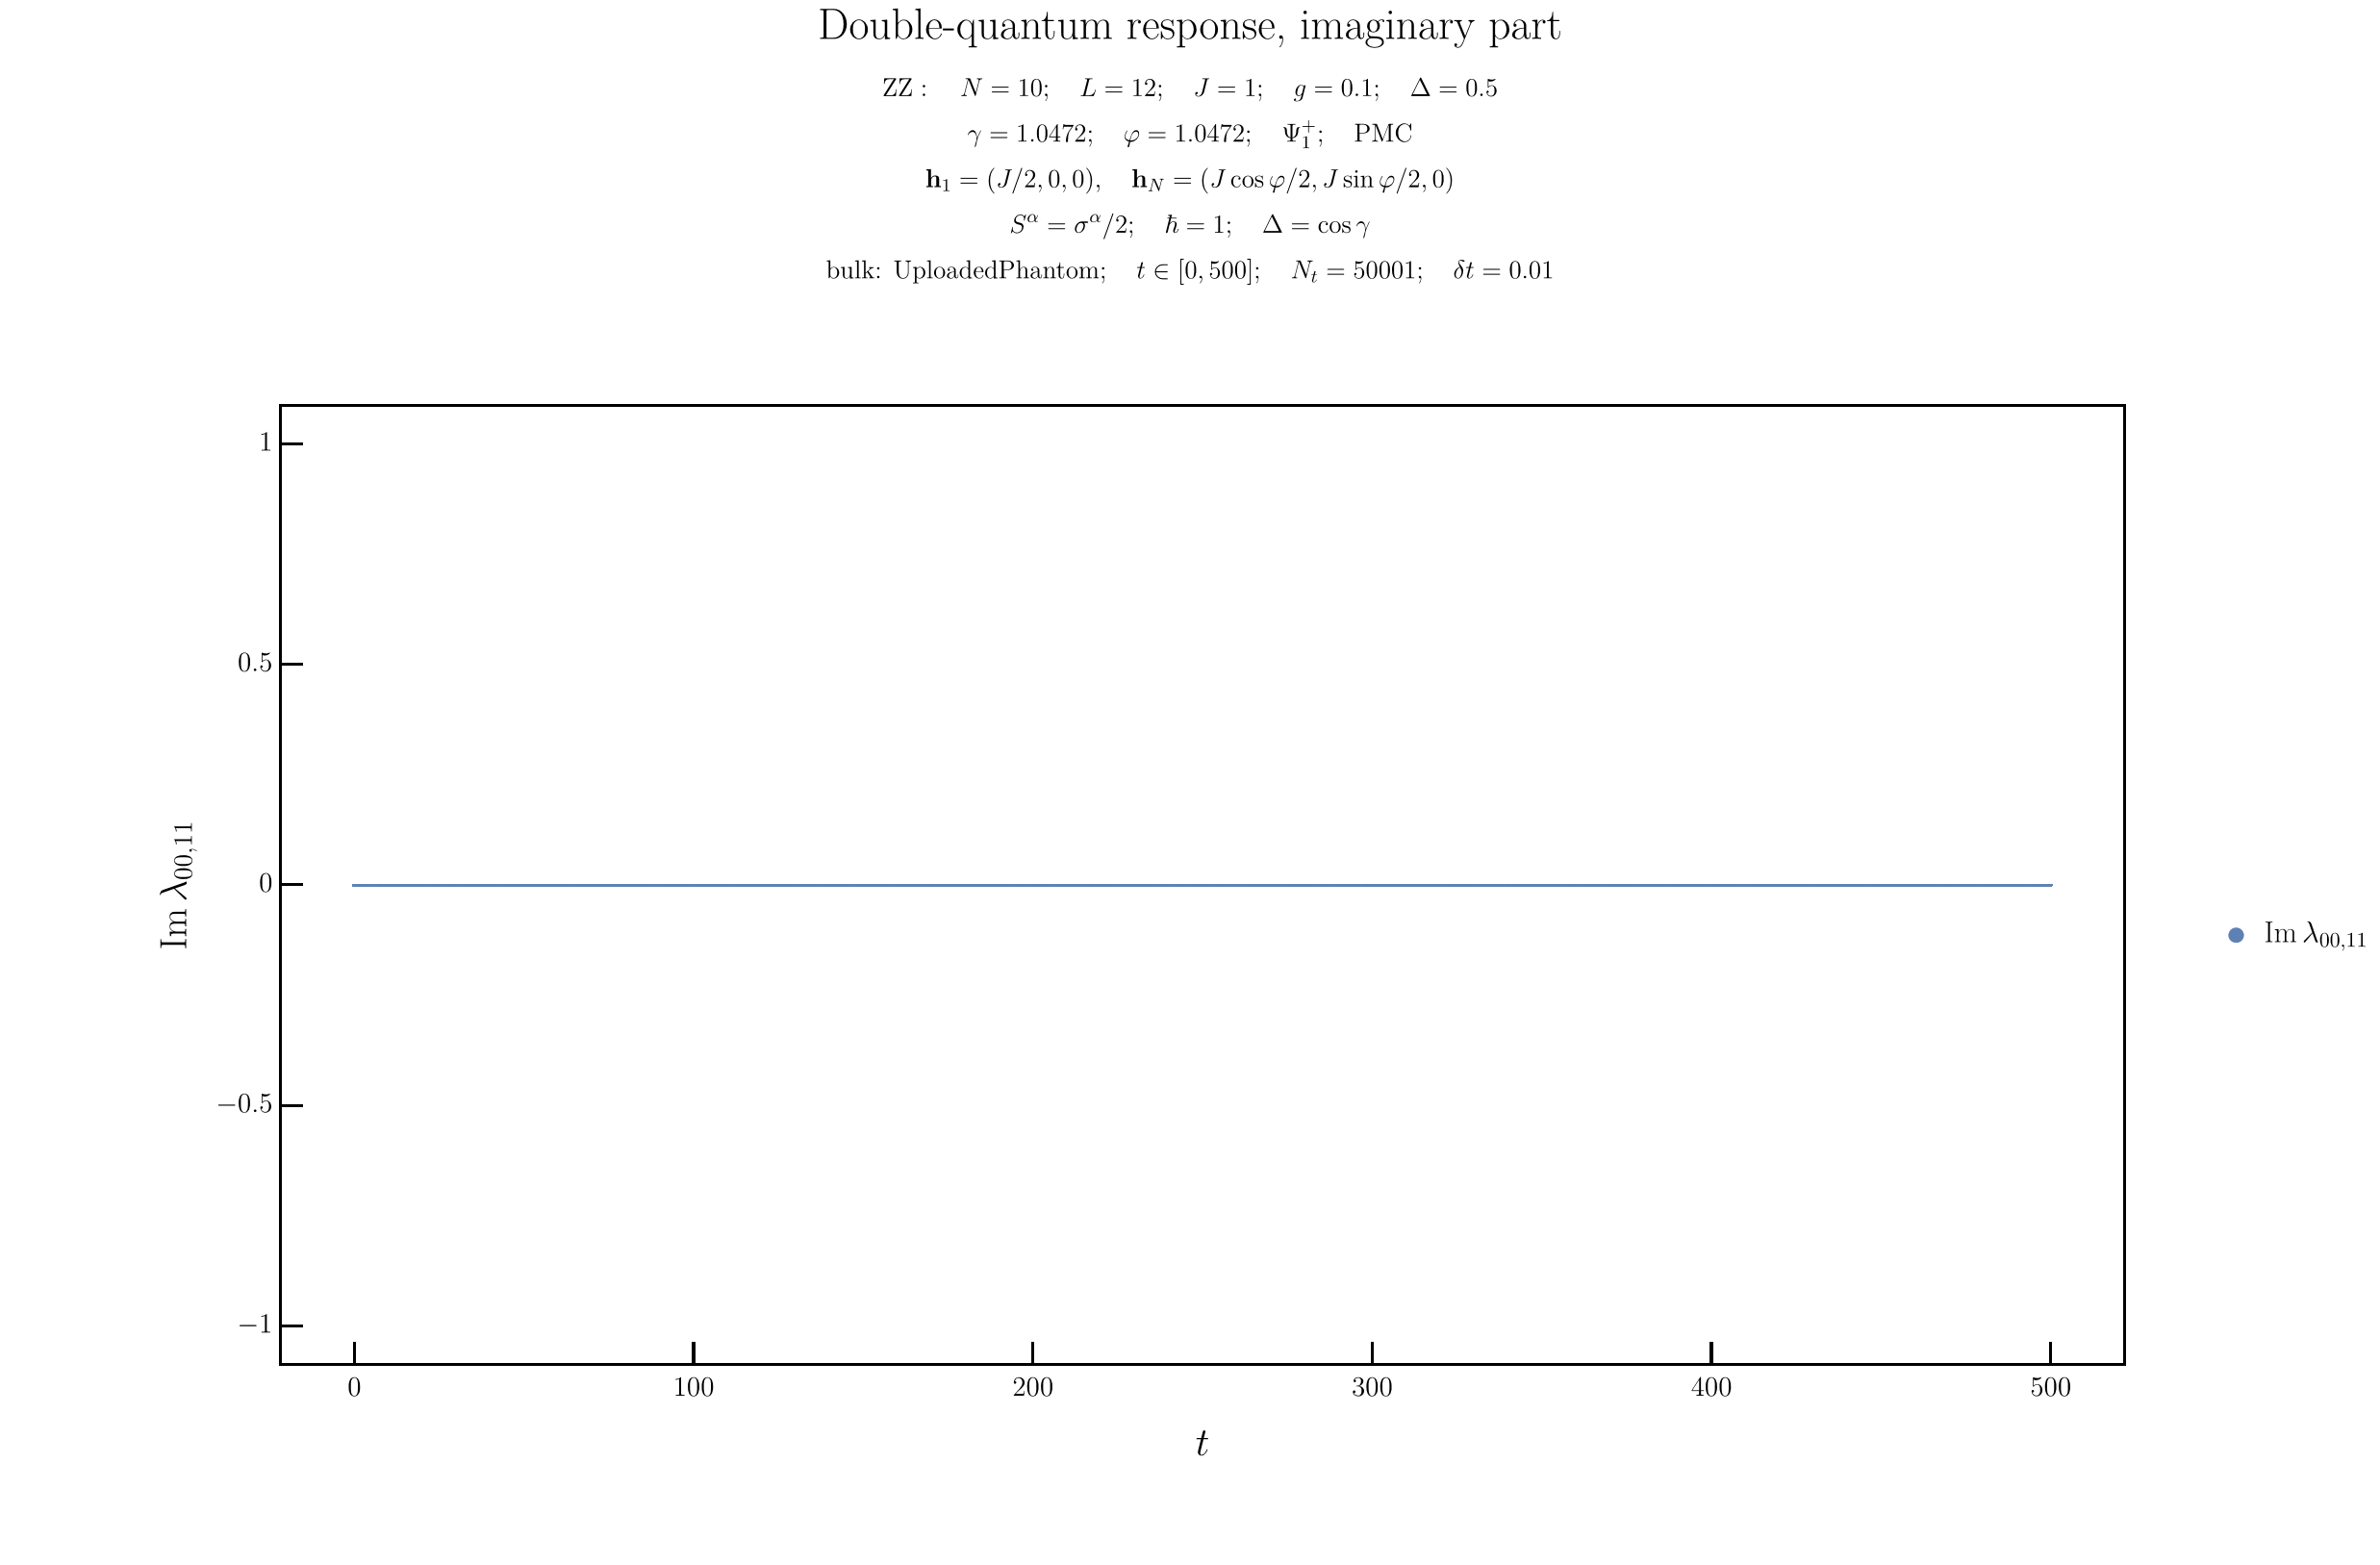 Double-quantum response, imaginary part
ZZ : N = 10; L = 12; J = 1; g = 0.1; Δ = 0.5
γ = 1.0472; φ = 1.0472; Ψ₁⁺; PMC
h₁ = (J/2, 0, 0), h_N = (J cos φ/2, J sin φ/2, 0)
S^α = σ^α/2; ħ = 1; Δ = cos γ
bulk: UploadedPhantom; t ∈ [0, 500]; N_t = 50001; δt = 0.01
1
0.5
0
−0.5
−1
Im λ₀₀,₁₁
Im λ₀₀,₁₁
0 100 200 300 400 500
t